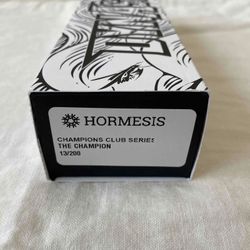 HORMESIS
CHAMPIONS CLUB SERIES
THE CHAMPION
13/200